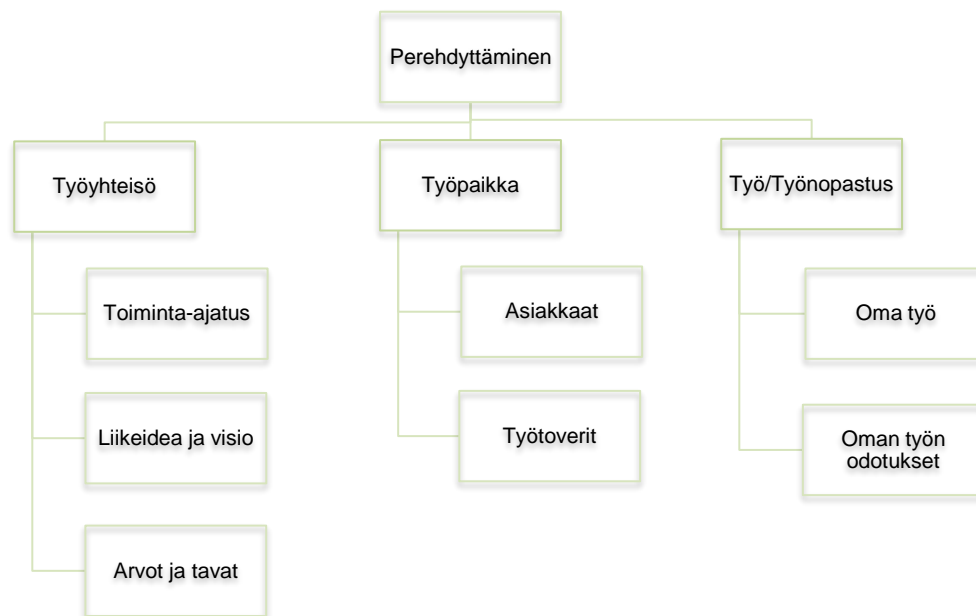 Perehdyttäminen
Työyhteisö
Toiminta-ajatus
Liikeidea ja visio
Arvot ja tavat
Työpaikka
Asiakkaat
Työtoverit
Työ/Työnopastus
Oma työ
Oman työn
odotukset